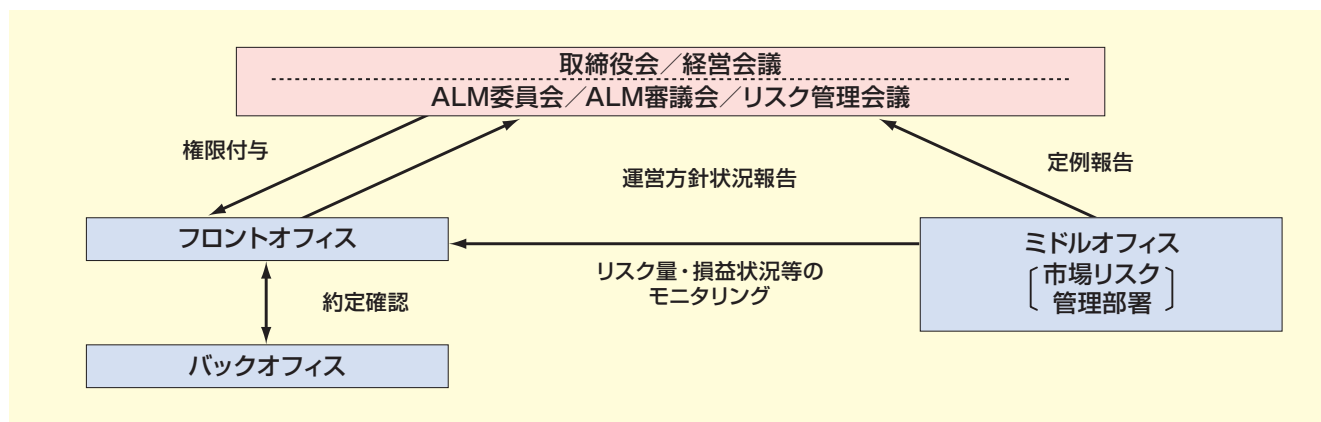 取締役会／経営会議
ALM委員会／ALM審議会／リスク管理会議
権限付与
運営方針状況報告
定例報告
フロントオフィス
ミドルオフィス
市場リスク
管理部署
リスク量・損益状況等の
モニタリング
約定確認
バックオフィス